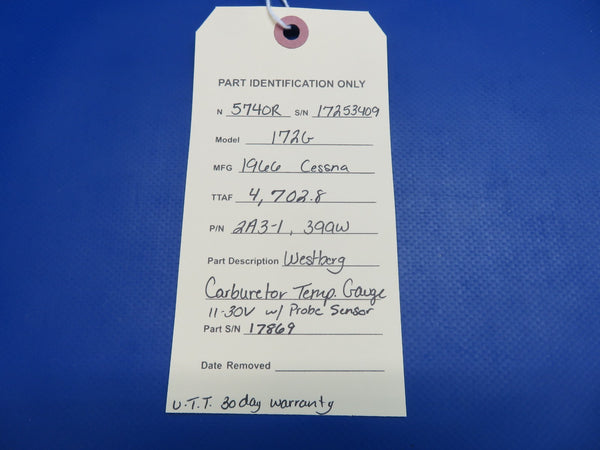 PART IDENTIFICATION ONLY
N 5740R S/N 17253409
Model 172G
MFG 1966 Cessna
TTAF 4,702.8
P/N 2A3-1, 399W
Part Description Westberg
Carburetor Temp. Gauge
11-30V w/ Probe Sensor
Part S/N 17869
Date Removed
U.T.T. 30 day warranty